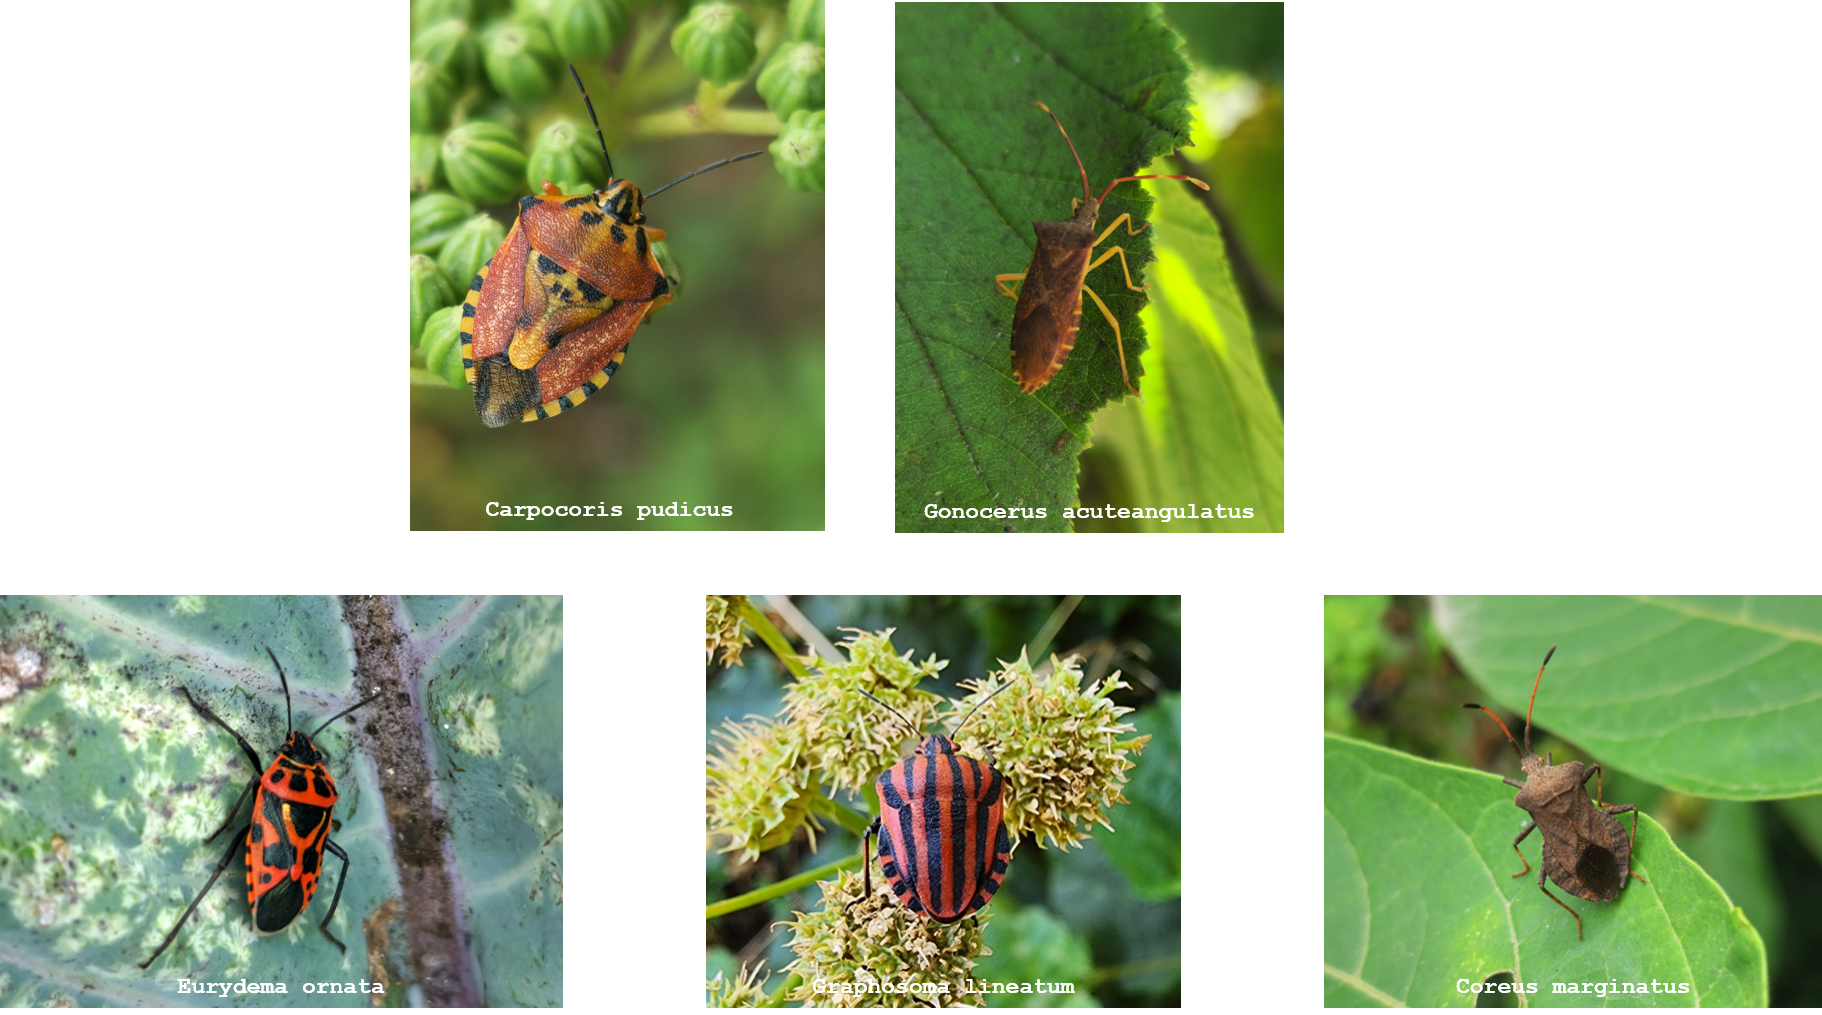 Carpocoris pudicus
Gonocerus acuteangulatus
Eurydema ornata
Graphosoma lineatum
Coreus marginatus